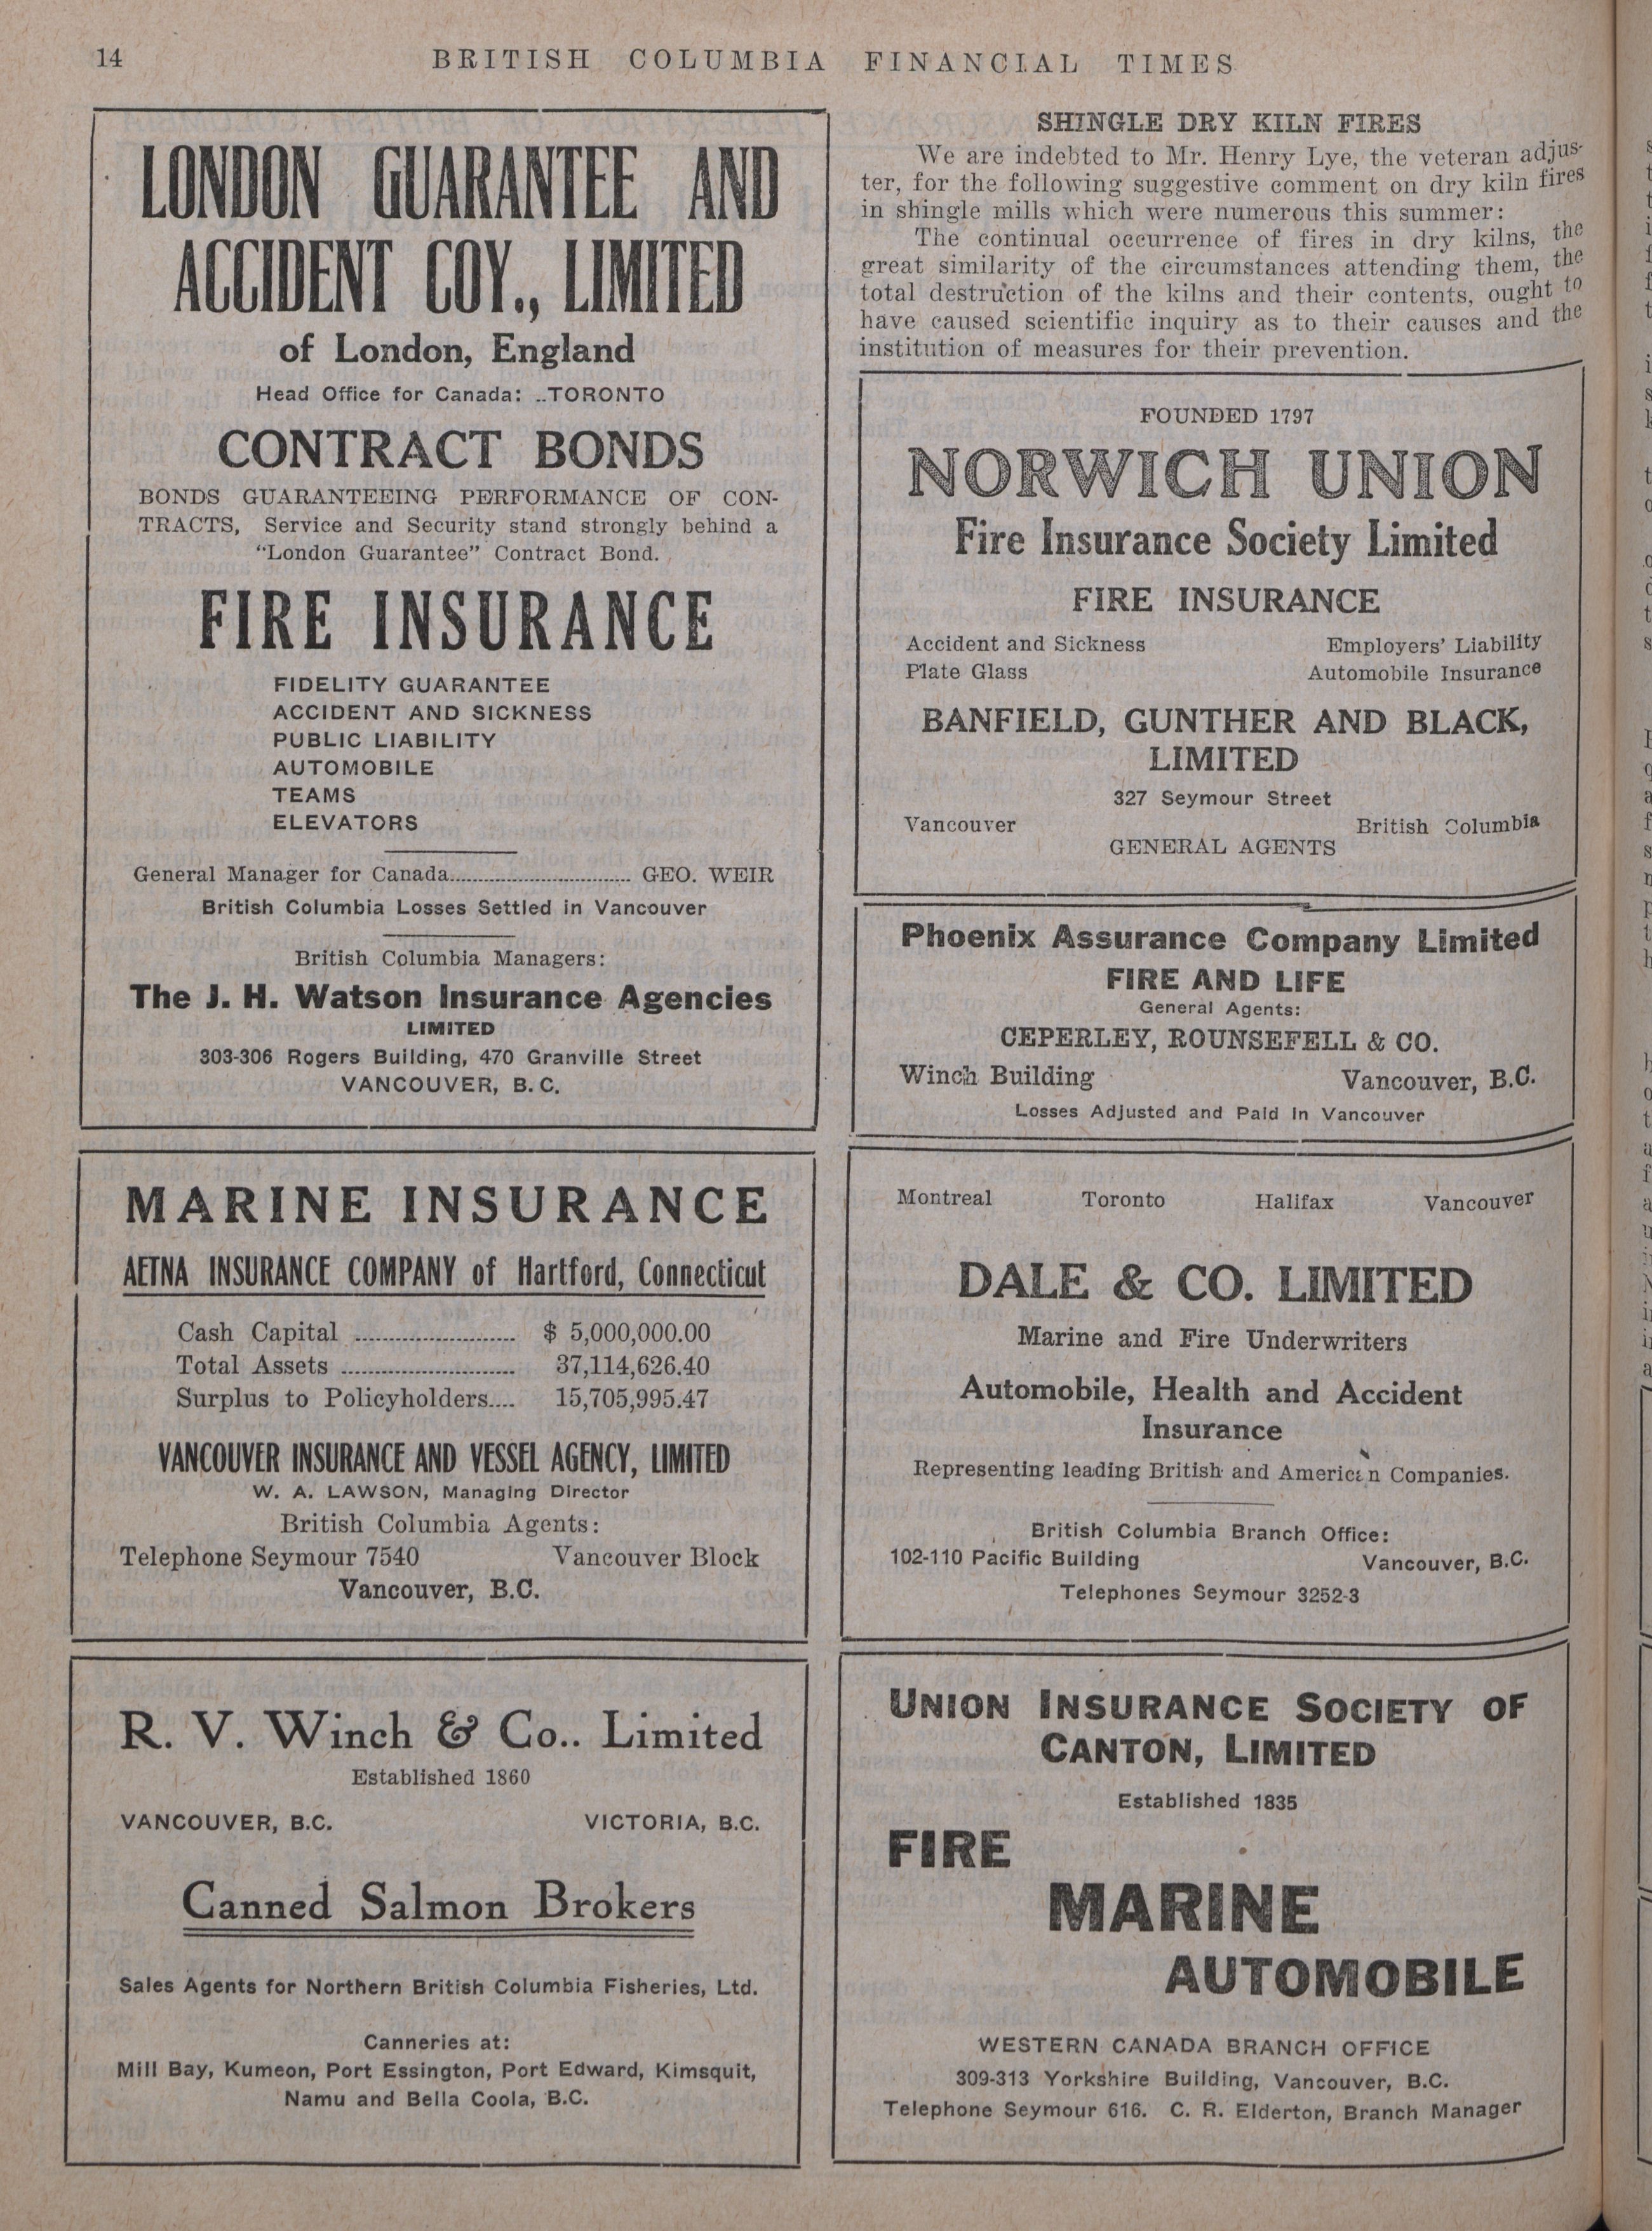 14 BRITISH COLUMBIA FINANCIAL TIMES
LONDON GUARANTEE AND
ACCIDENT COY., LIMITED
of London, England
Head Office for Canada: ..TORONTO
CONTRACT BONDS
BONDS GUARANTEEING PERFORMANCE OF CON-
TRACTS, Service and Security stand strongly behind a
"London Guarantee" Contract Bond.
FIRE INSURANCE
FIDELITY GUARANTEE
ACCIDENT AND SICKNESS
PUBLIC LIABILITY
AUTOMOBILE
TEAMS
ELEVATORS
General Manager for Canada.............................. GEO. WEIR
British Columbia Losses Settled in Vancouver
British Columbia Managers:
The J. H. Watson Insurance Agencies
LIMITED
303-306 Rogers Building, 470 Granville Street
VANCOUVER, B. C.
MARINE INSURANCE
AETNA INSURANCE COMPANY of Hartford, Connecticut
Cash Capital ........................ $ 5,000,000.00
Total Assets .......................... 37,114,626.40
Surplus to Policyholders.... 15,705,995.47
VANCOUVER INSURANCE AND VESSEL AGENCY, LIMITED
W. A. LAWSON, Managing Director
British Columbia Agents:
Telephone Seymour 7540 Vancouver Block
Vancouver, B.C.
R. V. Winch & Co.. Limited
Established 1860
VANCOUVER, B.C. VICTORIA, B.C.
Canned Salmon Brokers
Sales Agents for Northern British Columbia Fisheries, Ltd.
Canneries at:
Mill Bay, Kumeon, Port Essington, Port Edward, Kimsquit,
Namu and Bella Coola, B.C.
SHINGLE DRY KILN FIRES
We are indebted to Mr. Henry Lye, the veteran adjus-
ter, for the following suggestive comment on dry kiln fires
in shingle mills which were numerous this summer:
The continual occurrence of fires in dry kilns, the
great similarity of the circumstances attending them, the
total destruction of the kilns and their contents, ought to
have caused scientific inquiry as to their causes and the
institution of measures for their prevention.
FOUNDED 1797
NORWICH UNION
Fire Insurance Society Limited
FIRE INSURANCE
Accident and Sickness Employers' Liability
Plate Glass Automobile Insurance
BANFIELD, GUNTHER AND BLACK,
LIMITED
327 Seymour Street
Vancouver British Columbia
GENERAL AGENTS
Phoenix Assurance Company Limited
FIRE AND LIFE
General Agents:
CEPERLEY, ROUNSEFELL & CO.
Winch Building Vancouver, B.C.
Losses Adjusted and Paid in Vancouver
Montreal Toronto Halifax Vancouver
DALE & CO. LIMITED
Marine and Fire Underwriters
Automobile, Health and Accident
Insurance
Representing leading British and American Companies.
British Columbia Branch Office:
102-110 Pacific Building Vancouver, B.C.
Telephones Seymour 3252-3
UNION INSURANCE SOCIETY OF
CANTON, LIMITED
Established 1835
FIRE
MARINE
AUTOMOBILE
WESTERN CANADA BRANCH OFFICE
309-313 Yorkshire Building, Vancouver, B.C.
Telephone Seymour 616. C. R. Elderton, Branch Manager